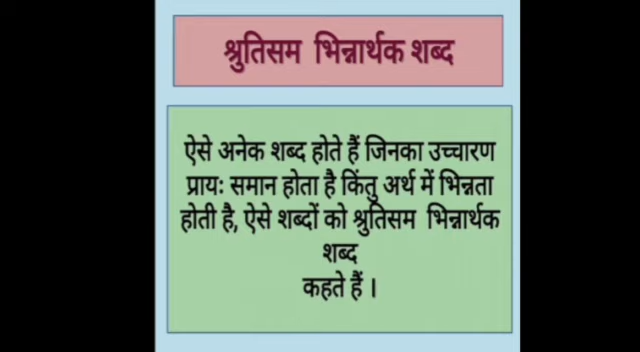 श्रुतिसम भिन्नार्थक शब्द
ऐसे अनेक शब्द होते हैं जिनका उच्चारण
प्रायः समान होता है किंतु अर्थ में भिन्नता
होती है, ऐसे शब्दों को श्रुतिसम भिन्नार्थक
शब्द
कहते हैं ।